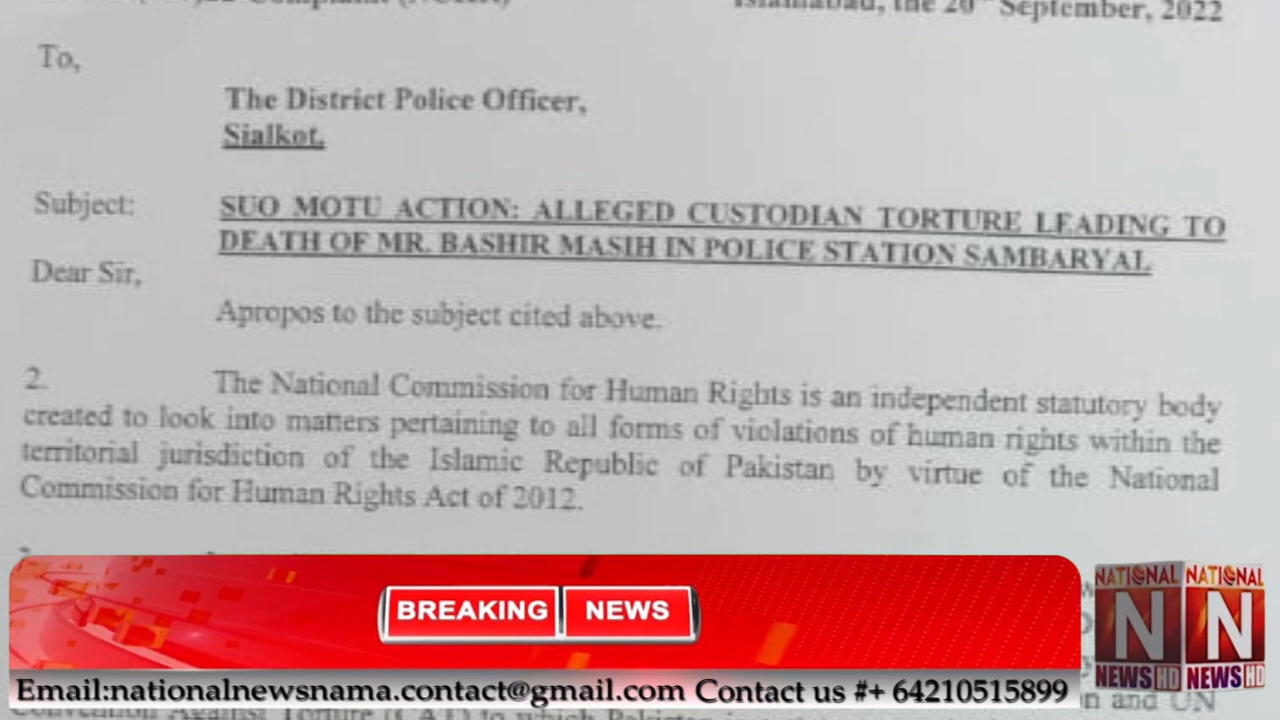 Islamabad, the 20th September, 2022
To,
The District Police Officer,
Sialkot.
Subject: SUO MOTU ACTION: ALLEGED CUSTODIAN TORTURE LEADING TO
DEATH OF MR. BASHIR MASIH IN POLICE STATION SAMBARYAL
Dear Sir,
Apropos to the subject cited above.
2. The National Commission for Human Rights is an independent statutory body
created to look into matters pertaining to all forms of violations of human rights within the
territorial jurisdiction of the Islamic Republic of Pakistan by virtue of the National
Commission for Human Rights Act of 2012.
BREAKING NEWS
NATIONAL NATIONAL
N N
NEWS HD NEWS HD
Email:nationalnewsnama.contact@gmail.com Contact us #+ 64210515899
and UN